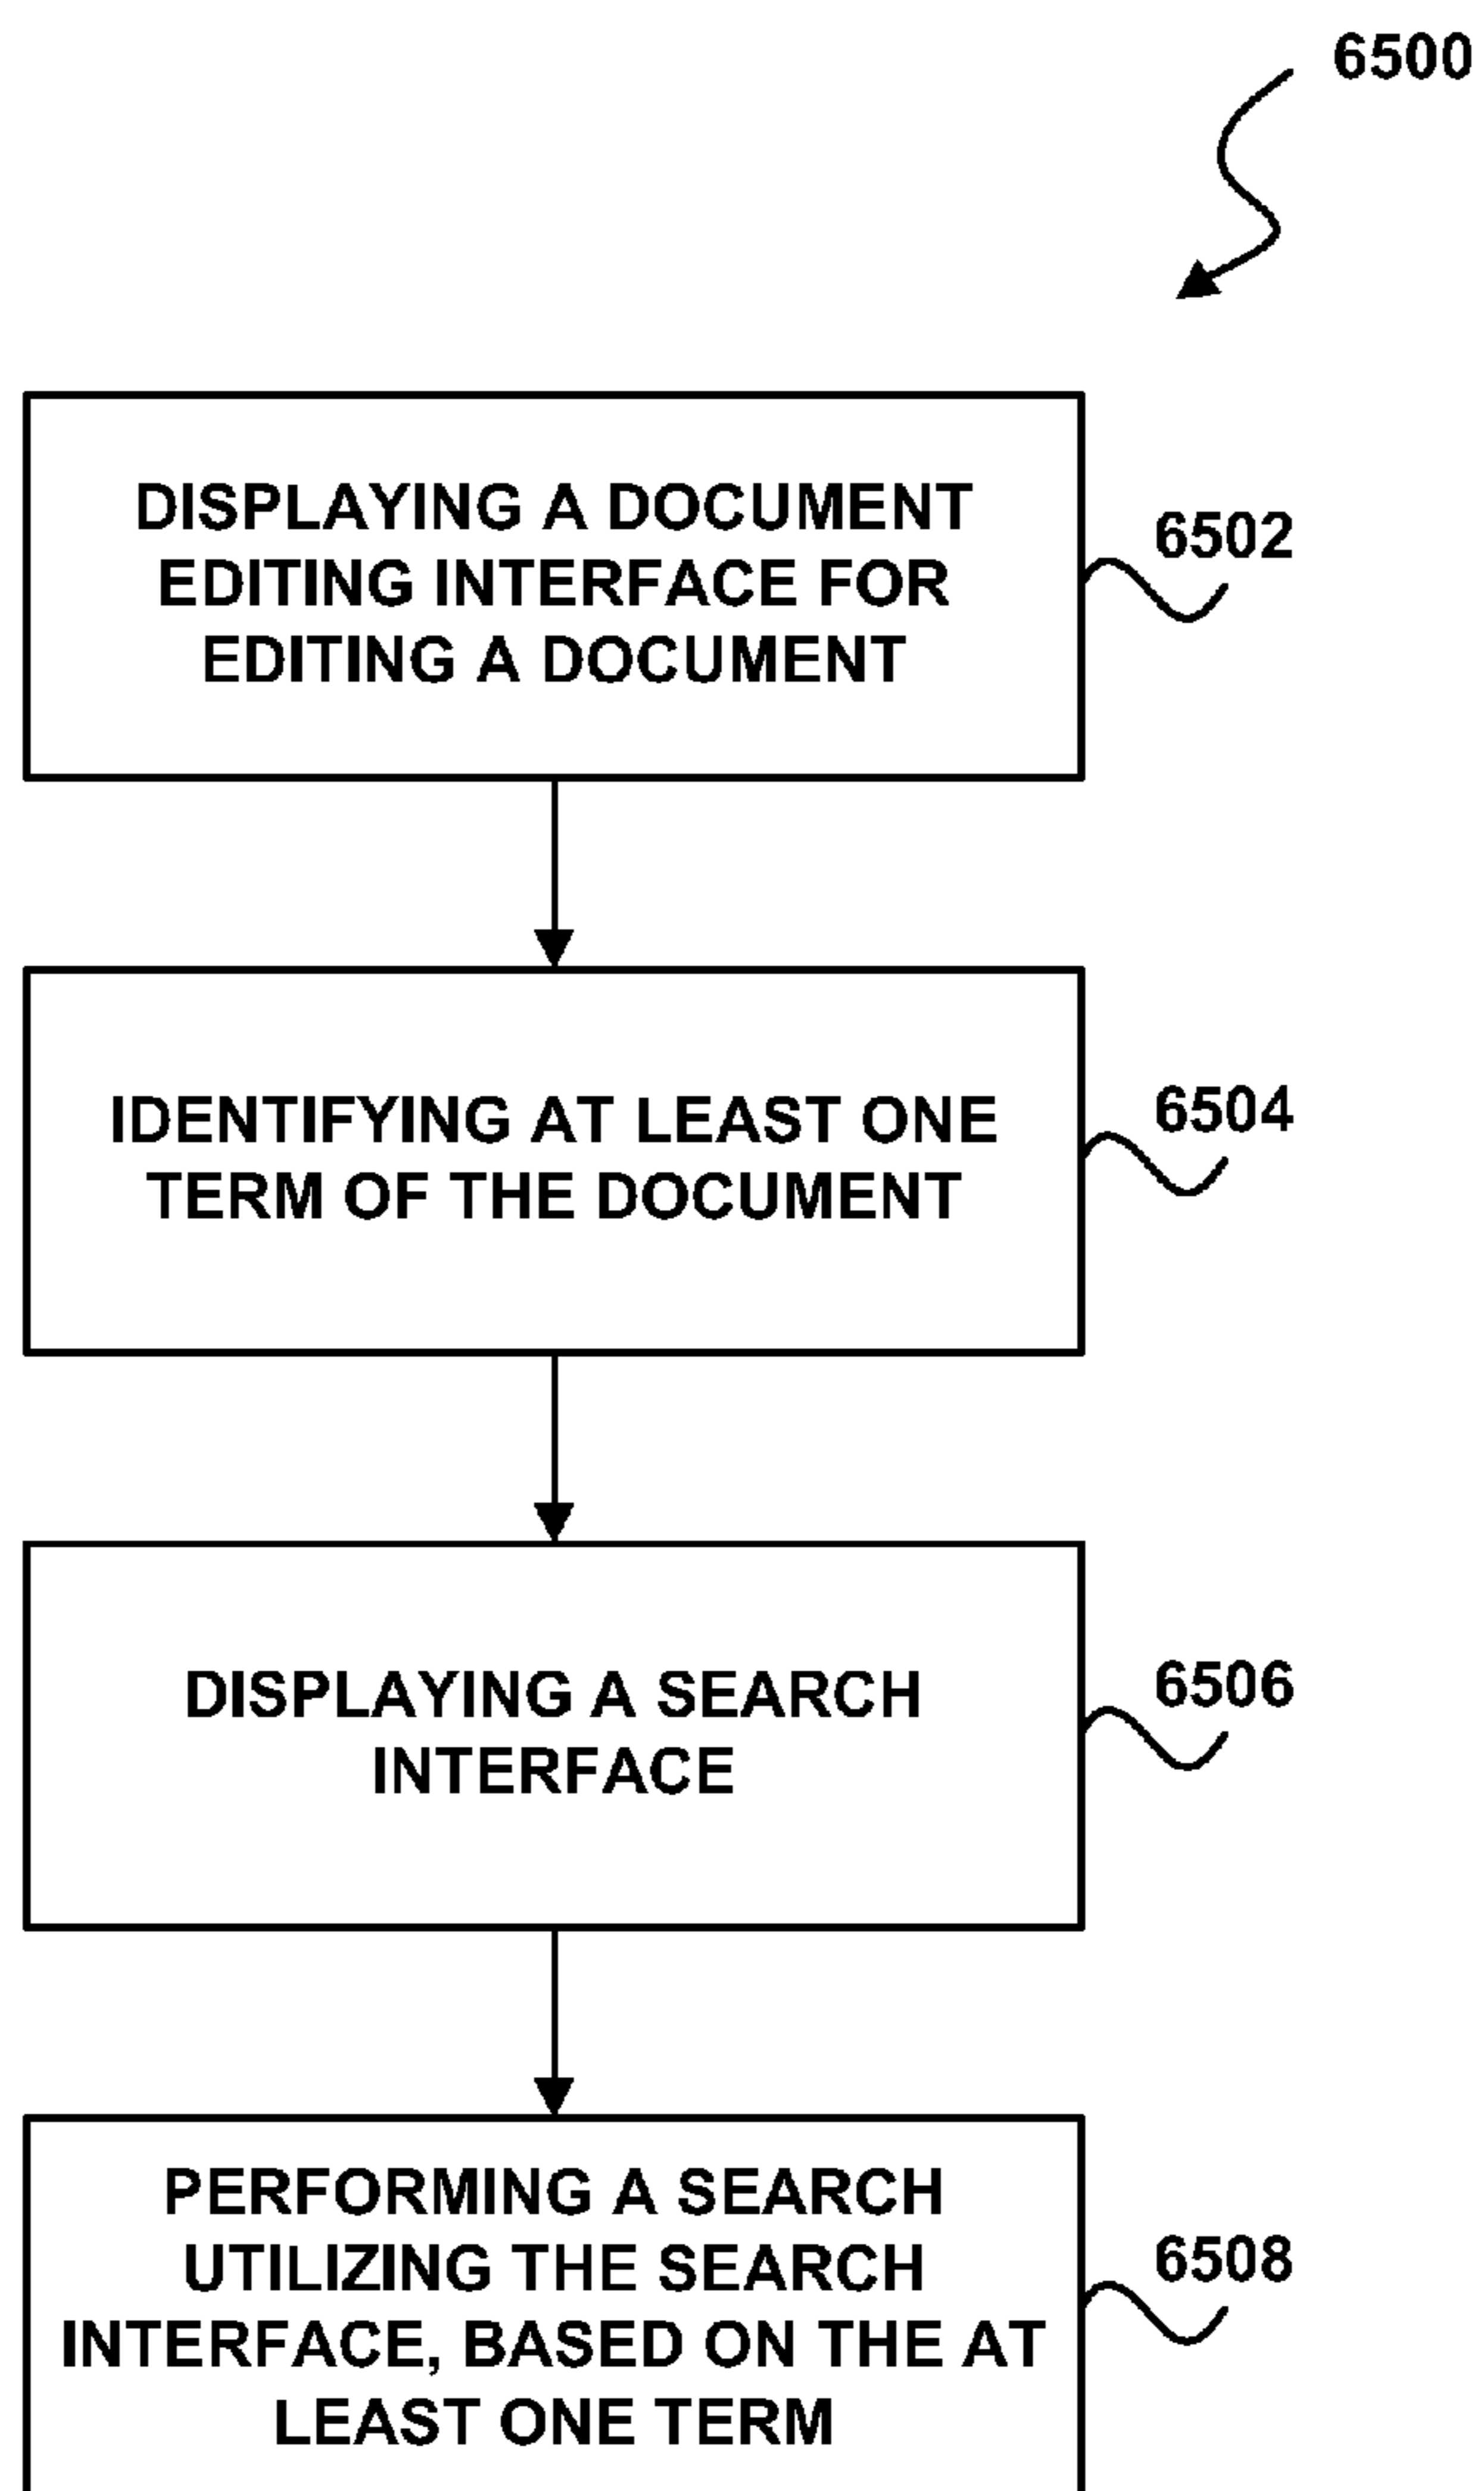 6500
DISPLAYING A DOCUMENT
EDITING INTERFACE FOR
EDITING A DOCUMENT
6502
IDENTIFYING AT LEAST ONE
TERM OF THE DOCUMENT
6504
DISPLAYING A SEARCH
INTERFACE
6506
PERFORMING A SEARCH
UTILIZING THE SEARCH
INTERFACE, BASED ON THE AT
LEAST ONE TERM
6508